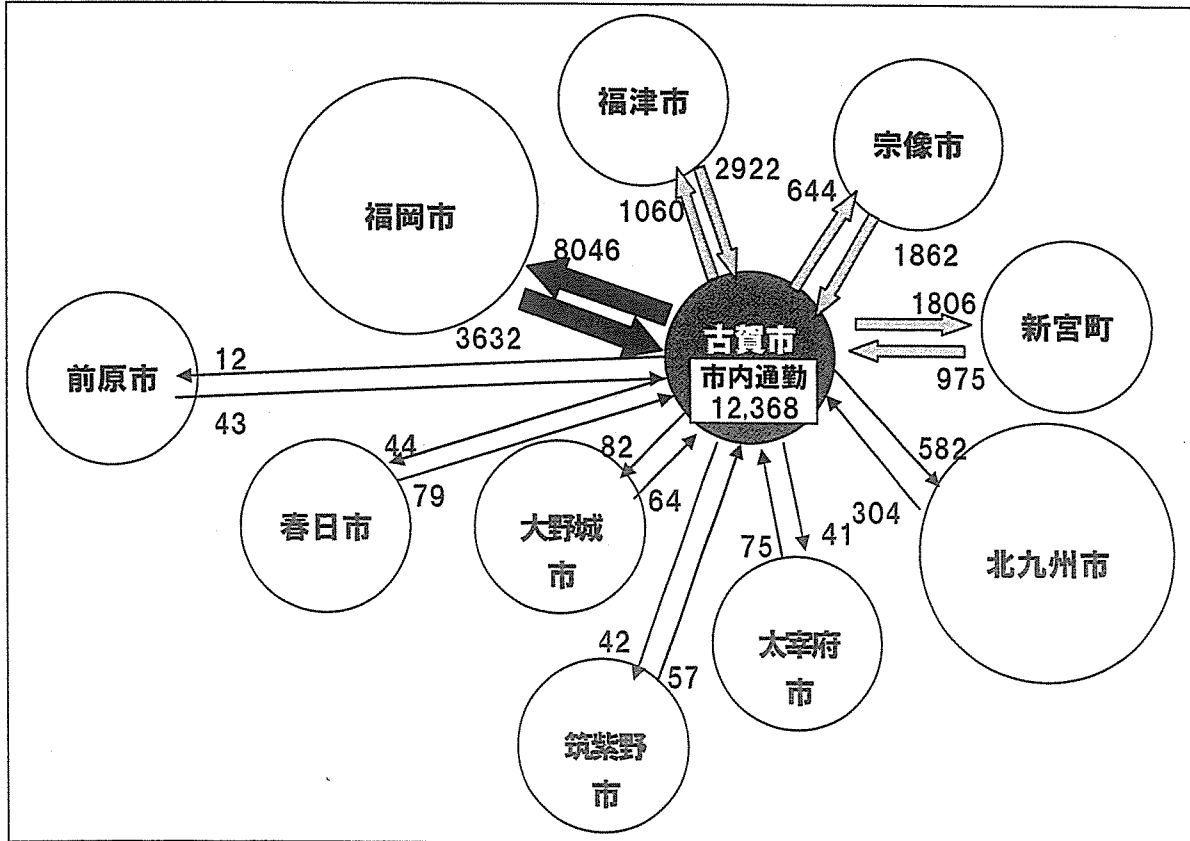 福津市
宗像市
2922
644
1060
福岡市
8046
1862
1806
新宮町
古賀市
3632
12
前原市
市内通勤
975
12,368
43
44
82
582
79
64
304
春日市
大野城
市
75
41
北九州市
42
57
太宰府
市
筑紫野
市